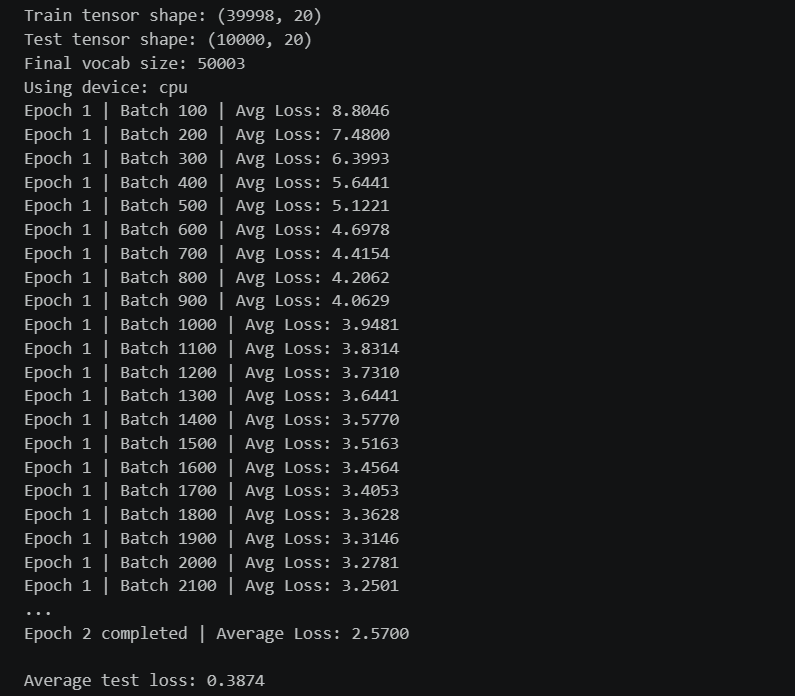 Train tensor shape: (39998, 20)
Test tensor shape: (10000, 20)
Final vocab size: 50003
Using device: cpu
Epoch 1 | Batch 100 | Avg Loss: 8.8046
Epoch 1 | Batch 200 | Avg Loss: 7.4800
Epoch 1 | Batch 300 | Avg Loss: 6.3993
Epoch 1 | Batch 400 | Avg Loss: 5.6441
Epoch 1 | Batch 500 | Avg Loss: 5.1221
Epoch 1 | Batch 600 | Avg Loss: 4.6978
Epoch 1 | Batch 700 | Avg Loss: 4.4154
Epoch 1 | Batch 800 | Avg Loss: 4.2062
Epoch 1 | Batch 900 | Avg Loss: 4.0629
Epoch 1 | Batch 1000 | Avg Loss: 3.9481
Epoch 1 | Batch 1100 | Avg Loss: 3.8314
Epoch 1 | Batch 1200 | Avg Loss: 3.7310
Epoch 1 | Batch 1300 | Avg Loss: 3.6441
Epoch 1 | Batch 1400 | Avg Loss: 3.5770
Epoch 1 | Batch 1500 | Avg Loss: 3.5163
Epoch 1 | Batch 1600 | Avg Loss: 3.4564
Epoch 1 | Batch 1700 | Avg Loss: 3.4053
Epoch 1 | Batch 1800 | Avg Loss: 3.3628
Epoch 1 | Batch 1900 | Avg Loss: 3.3146
Epoch 1 | Batch 2000 | Avg Loss: 3.2781
Epoch 1 | Batch 2100 | Avg Loss: 3.2501
...
Epoch 2 completed | Average Loss: 2.5700
Average test loss: 0.3874